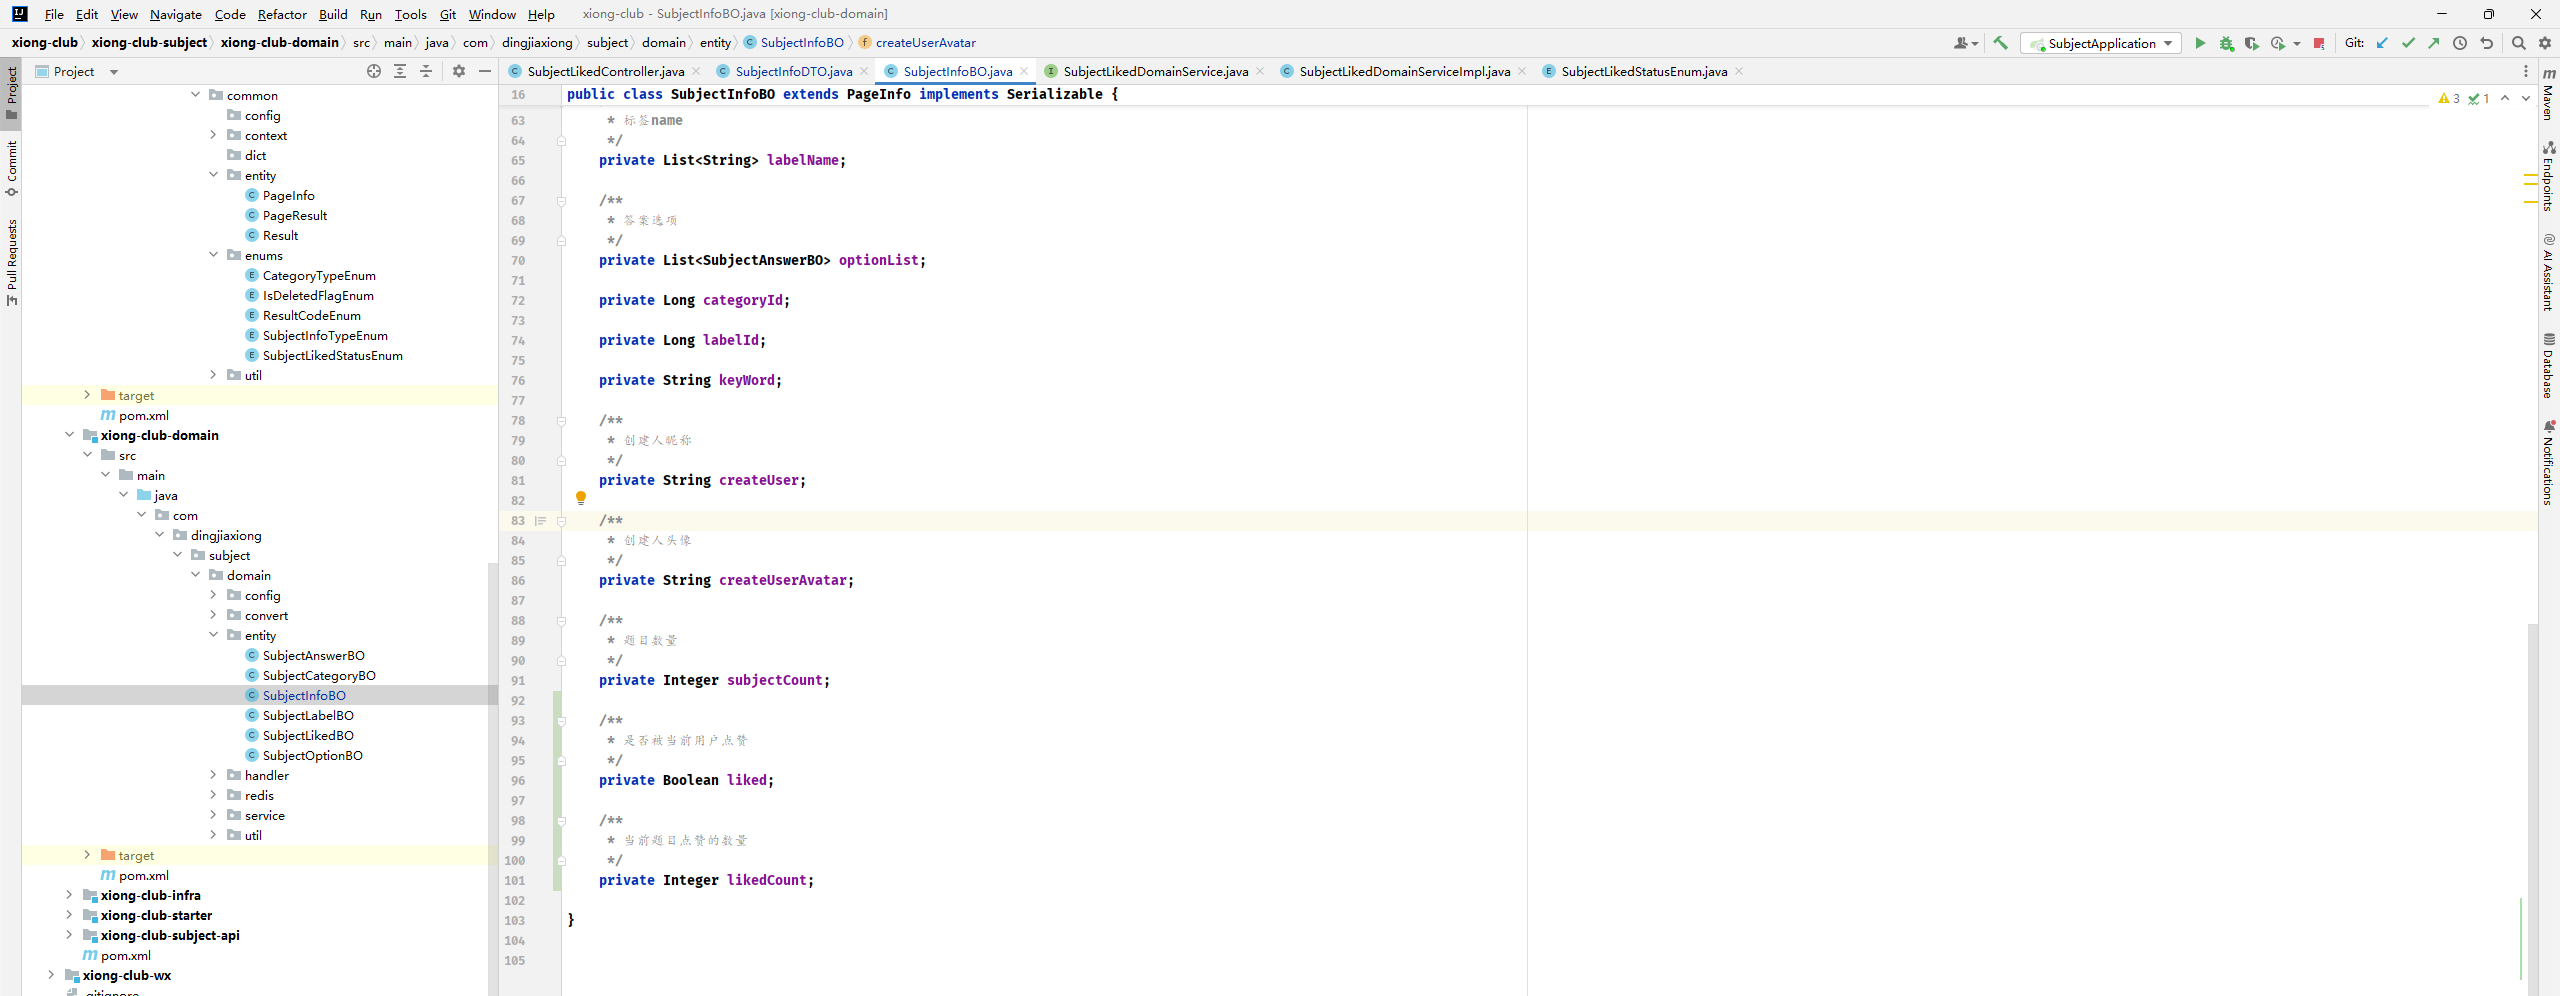 File Edit View Navigate Code Refactor Build Run Tools Git Window Help xiong-club - SubjectInfoBO.java [xiong-club-domain]
xiong-club xiong-club-subject xiong-club-domain src main java com dingjiaxiong subject domain entity SubjectInfoBO createUserAvatar SubjectApplication Git:
Project
SubjectLikedController.java SubjectInfoDTO.java SubjectInfoBO.java SubjectLikedDomainService.java SubjectLikedDomainServiceImpl.java SubjectLikedStatusEnum.java
Project
Commit
Pull Requests
common
config
context
dict
entity
PageInfo
PageResult
Result
enums
CategoryTypeEnum
IsDeletedFlagEnum
ResultCodeEnum
SubjectInfoTypeEnum
SubjectLikedStatusEnum
util
target
pom.xml
xiong-club-domain
src
main
java
com
dingjiaxiong
subject
domain
config
convert
entity
SubjectAnswerBO
SubjectCategoryBO
SubjectInfoBO
SubjectLabelBO
SubjectLikedBO
SubjectOptionBO
handler
redis
service
util
target
pom.xml
xiong-club-infra
xiong-club-starter
xiong-club-subject-api
pom.xml
xiong-club-wx
.gitignore
16 public class SubjectInfoBO extends PageInfo implements Serializable {
3 1
63 * 标签name
64 */
65 private List<String> labelName;
66
67 /**
68 * 答案选项
69 */
70 private List<SubjectAnswerBO> optionList;
71
72 private Long categoryId;
73
74 private Long labelId;
75
76 private String keyWord;
77
78 /**
79 * 创建人昵称
80 */
81 private String createUser;
82
83 /**
84 * 创建人头像
85 */
86 private String createUserAvatar;
87
88 /**
89 * 题目数量
90 */
91 private Integer subjectCount;
92
93 /**
94 * 是否被当前用户点赞
95 */
96 private Boolean liked;
97
98 /**
99 * 当前题目点赞的数量
100 */
101 private Integer likedCount;
102
103 }
104
105
m Maven
Endpoints
AI Assistant
Database
Notifications